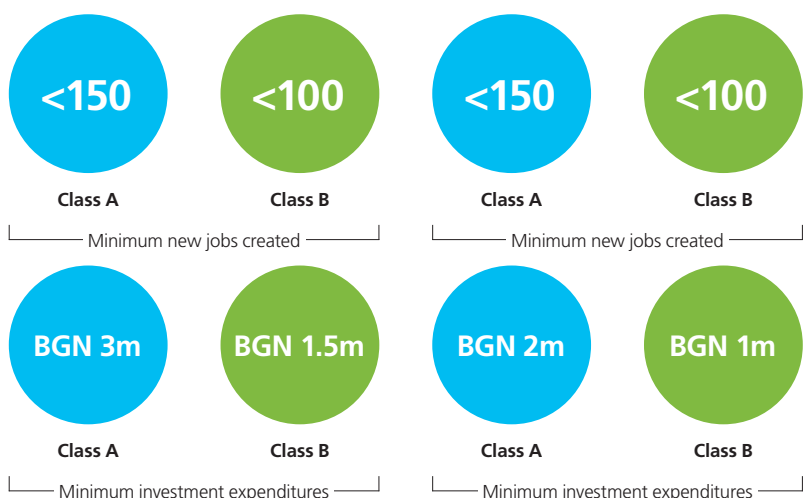 <150 <100 <150 <100
Class A Class B Class A Class B
Minimum new jobs created Minimum new jobs created
BGN 3m BGN 1.5m BGN 2m BGN 1m
Class A Class B Class A Class B
Minimum investment expenditures Minimum investment expenditures